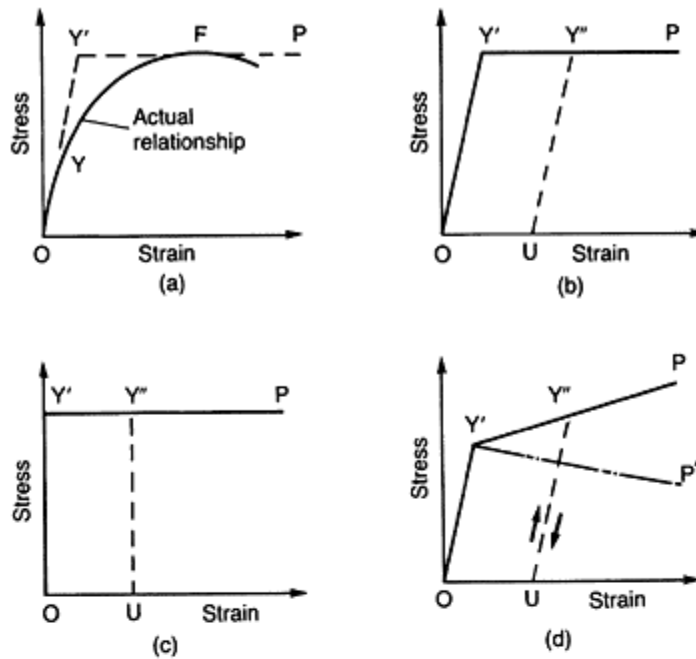 Y′ F P
Stress
Actual
relationship
Y
O Strain
(a)
Y′ Y″ P
Stress
O U Strain
(b)
Y′ Y″ P
Stress
O U Strain
(c)
P
Y″
Y′
P′
Stress
O U Strain
(d)